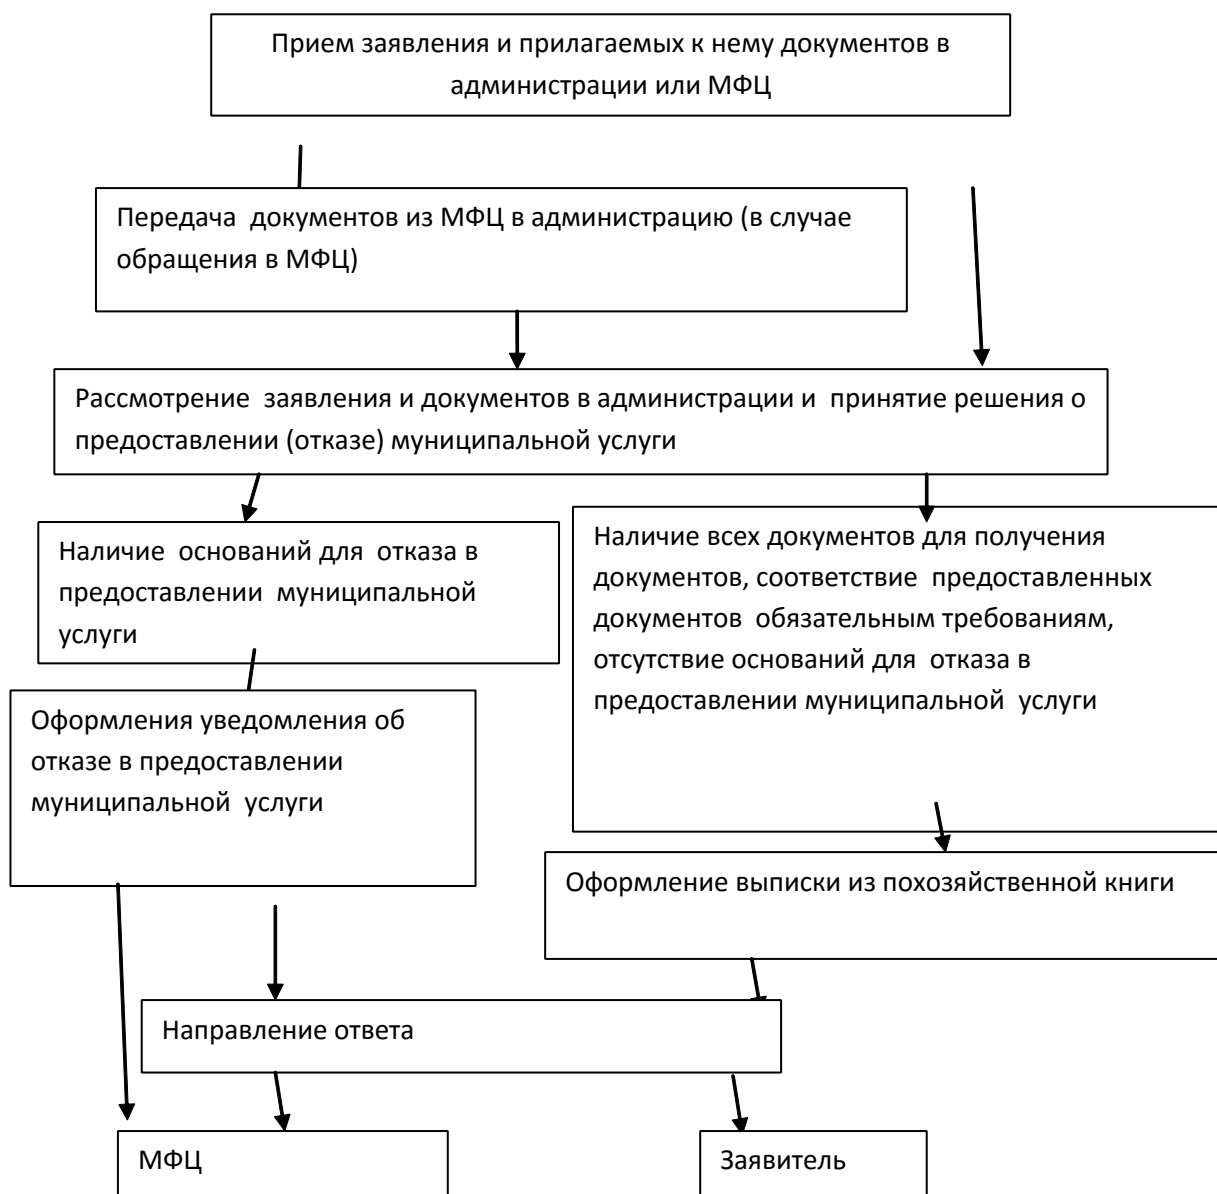 Прием заявления и прилагаемых к нему документов в
администрации или МФЦ
Передача документов из МФЦ в администрацию (в случае
обращения в МФЦ)
Рассмотрение заявления и документов в администрации и принятие решения о
предоставлении (отказе) муниципальной услуги
Наличие оснований для отказа в
предоставлении муниципальной
услуги
Наличие всех документов для получения
документов, соответствие предоставленных
документов обязательным требованиям,
отсутствие оснований для отказа в
предоставлении муниципальной услуги
Оформления уведомления об
отказе в предоставлении
муниципальной услуги
Оформление выписки из похозяйственной книги
Направление ответа
МФЦ
Заявитель